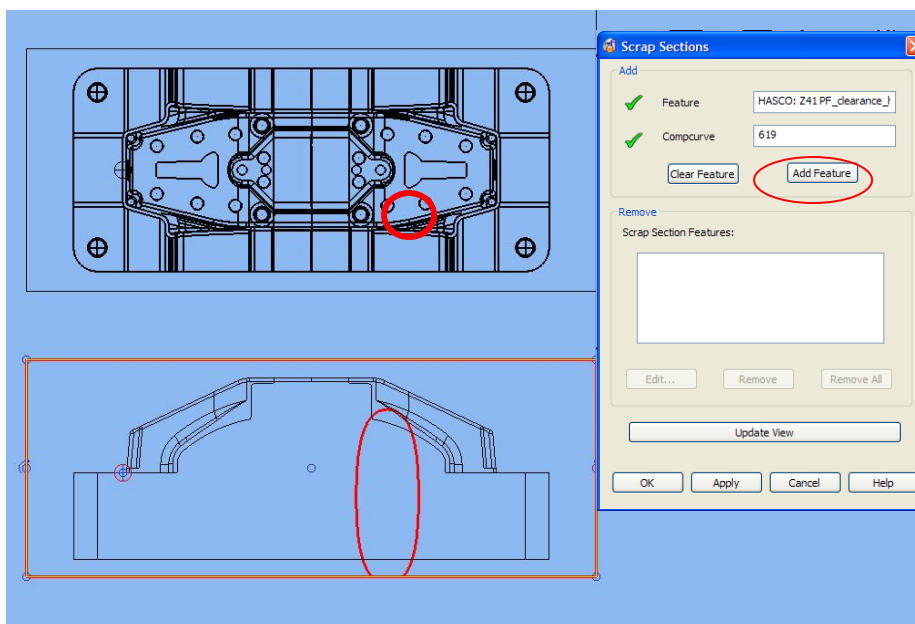 Scrap Sections
Add
Feature
HASCO: Z41 PF_clearance_
Compcurve
619
Clear Feature
Add Feature
Remove
Scrap Section Features:
Edit...
Remove
Remove All
Update View
OK
Apply
Cancel
Help